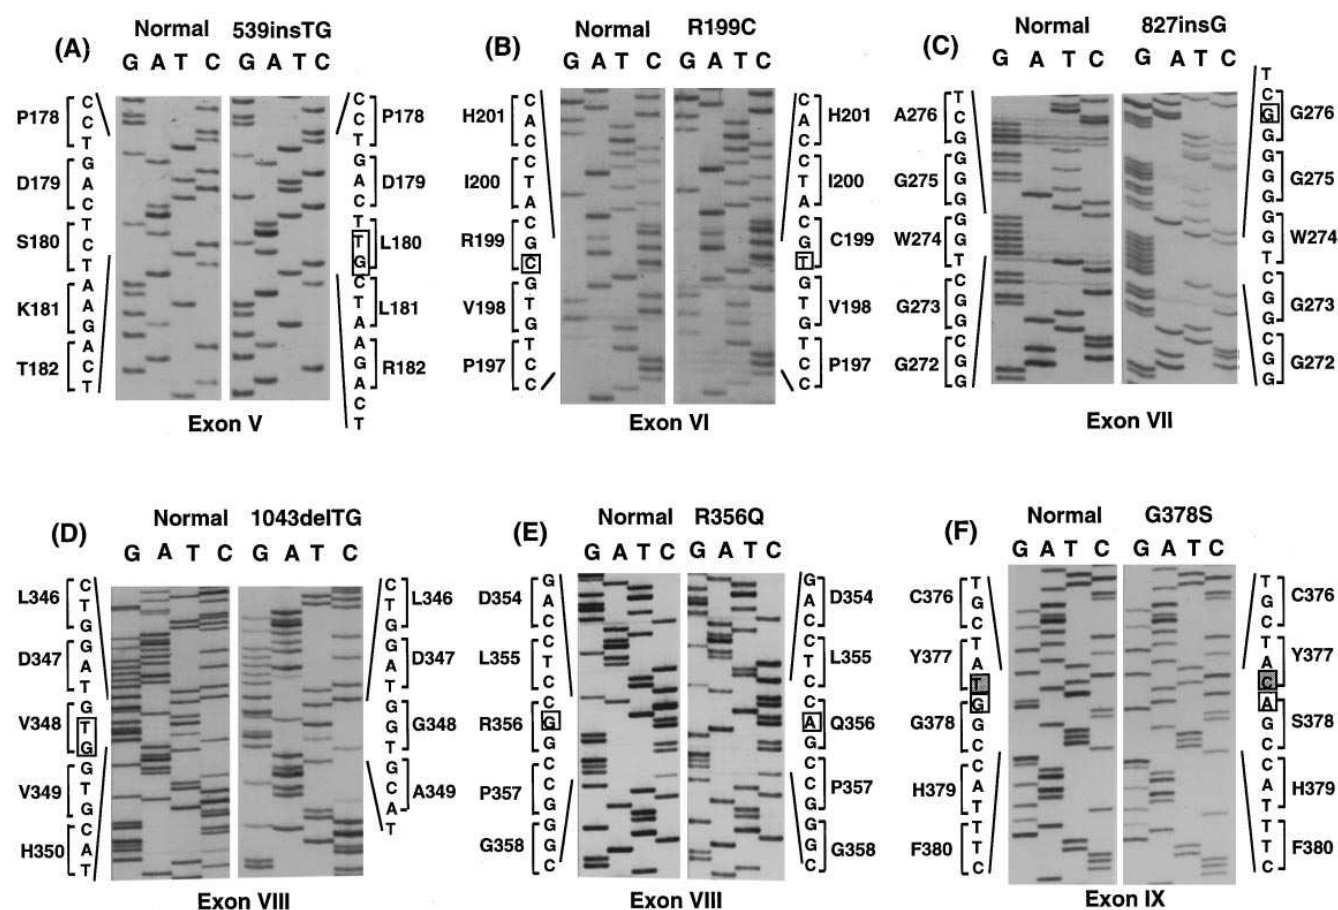 (A)
Normal
539insTG
G A T C
G A T C
P178
D179
S180
K181
T182
C C T G A C T C T A A G A C T
C C T G A C T T G C T A A G A C T
P178
D179
L180
L181
R182
Exon V
(B)
Normal
R199C
G A T C
G A T C
H201
I200
R199
V198
P197
C A C C T A C G C G T G T C C
C A C C T A C G T G T G T C C
H201
I200
C199
V198
P197
Exon VI
(C)
Normal
827insG
G A T C
G A T C
A276
G275
W274
G273
G272
T C G G G G G G T C G G C G G
T C G G G G G G G T C G G C G G
G276
G275
W274
G273
G272
Exon VII
(D)
Normal
1043delTG
G A T C
G A T C
L346
D347
V348
V349
H350
C T G G A T G T G G T G C A T
C T G G A T G G T G C A T
L346
D347
G348
A349
Exon VIII
(E)
Normal
R356Q
G A T C
G A T C
D354
L355
R356
P357
G358
G A C C T C C G G C C G G G C
G A C C T C C A G C C G G G C
D354
L355
Q356
P357
G358
Exon VIII
(F)
Normal
G378S
G A T C
G A T C
C376
Y377
G378
H379
F380
T G C T A T G G C C A T T T C
T G C T A C A G C C A T T T C
C376
Y377
S378
H379
F380
Exon IX